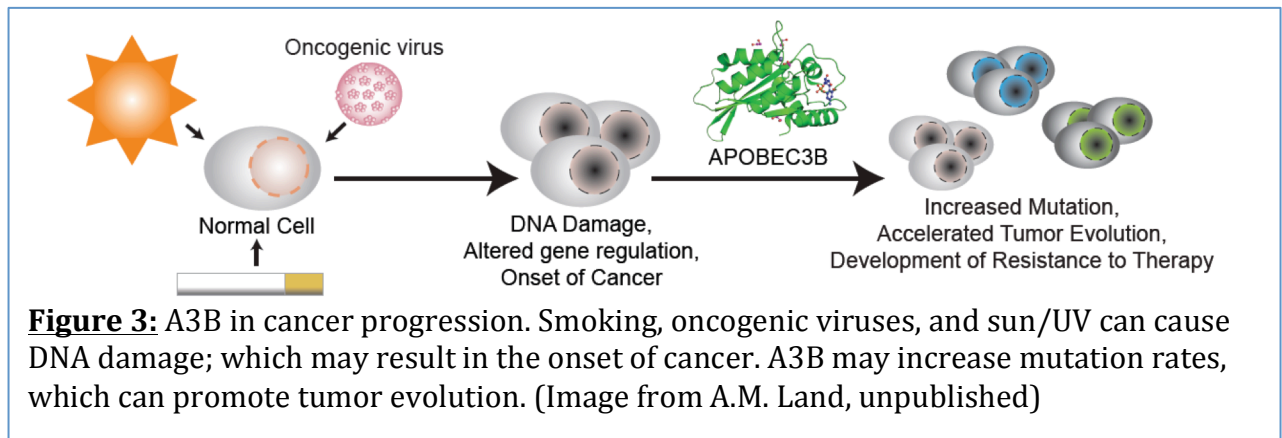 Oncogenic virus
APOBEC3B
Normal Cell
DNA Damage,
Altered gene regulation,
Onset of Cancer
Increased Mutation,
Accelerated Tumor Evolution,
Development of Resistance to Therapy
Figure 3: A3B in cancer progression. Smoking, oncogenic viruses, and sun/UV can cause
DNA damage; which may result in the onset of cancer. A3B may increase mutation rates,
which can promote tumor evolution. (Image from A.M. Land, unpublished)